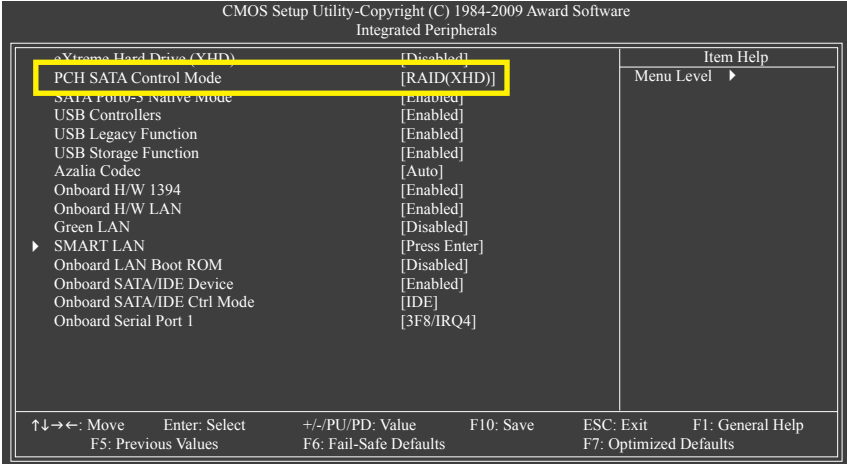 CMOS Setup Utility-Copyright (C) 1984-2009 Award Software
Integrated Peripherals
eXtreme Hard Drive (XHD) [Disabled]
PCH SATA Control Mode [RAID(XHD)]
SATA Port0-3 Native Mode [Enabled]
USB Controllers [Enabled]
USB Legacy Function [Enabled]
USB Storage Function [Enabled]
Azalia Codec [Auto]
Onboard H/W 1394 [Enabled]
Onboard H/W LAN [Enabled]
Green LAN [Disabled]
SMART LAN [Press Enter]
Onboard LAN Boot ROM [Disabled]
Onboard SATA/IDE Device [Enabled]
Onboard SATA/IDE Ctrl Mode [IDE]
Onboard Serial Port 1 [3F8/IRQ4]
Item Help
Menu Level
↑↓→←: Move Enter: Select +/-/PU/PD: Value F10: Save ESC: Exit F1: General Help
F5: Previous Values F6: Fail-Safe Defaults F7: Optimized Defaults